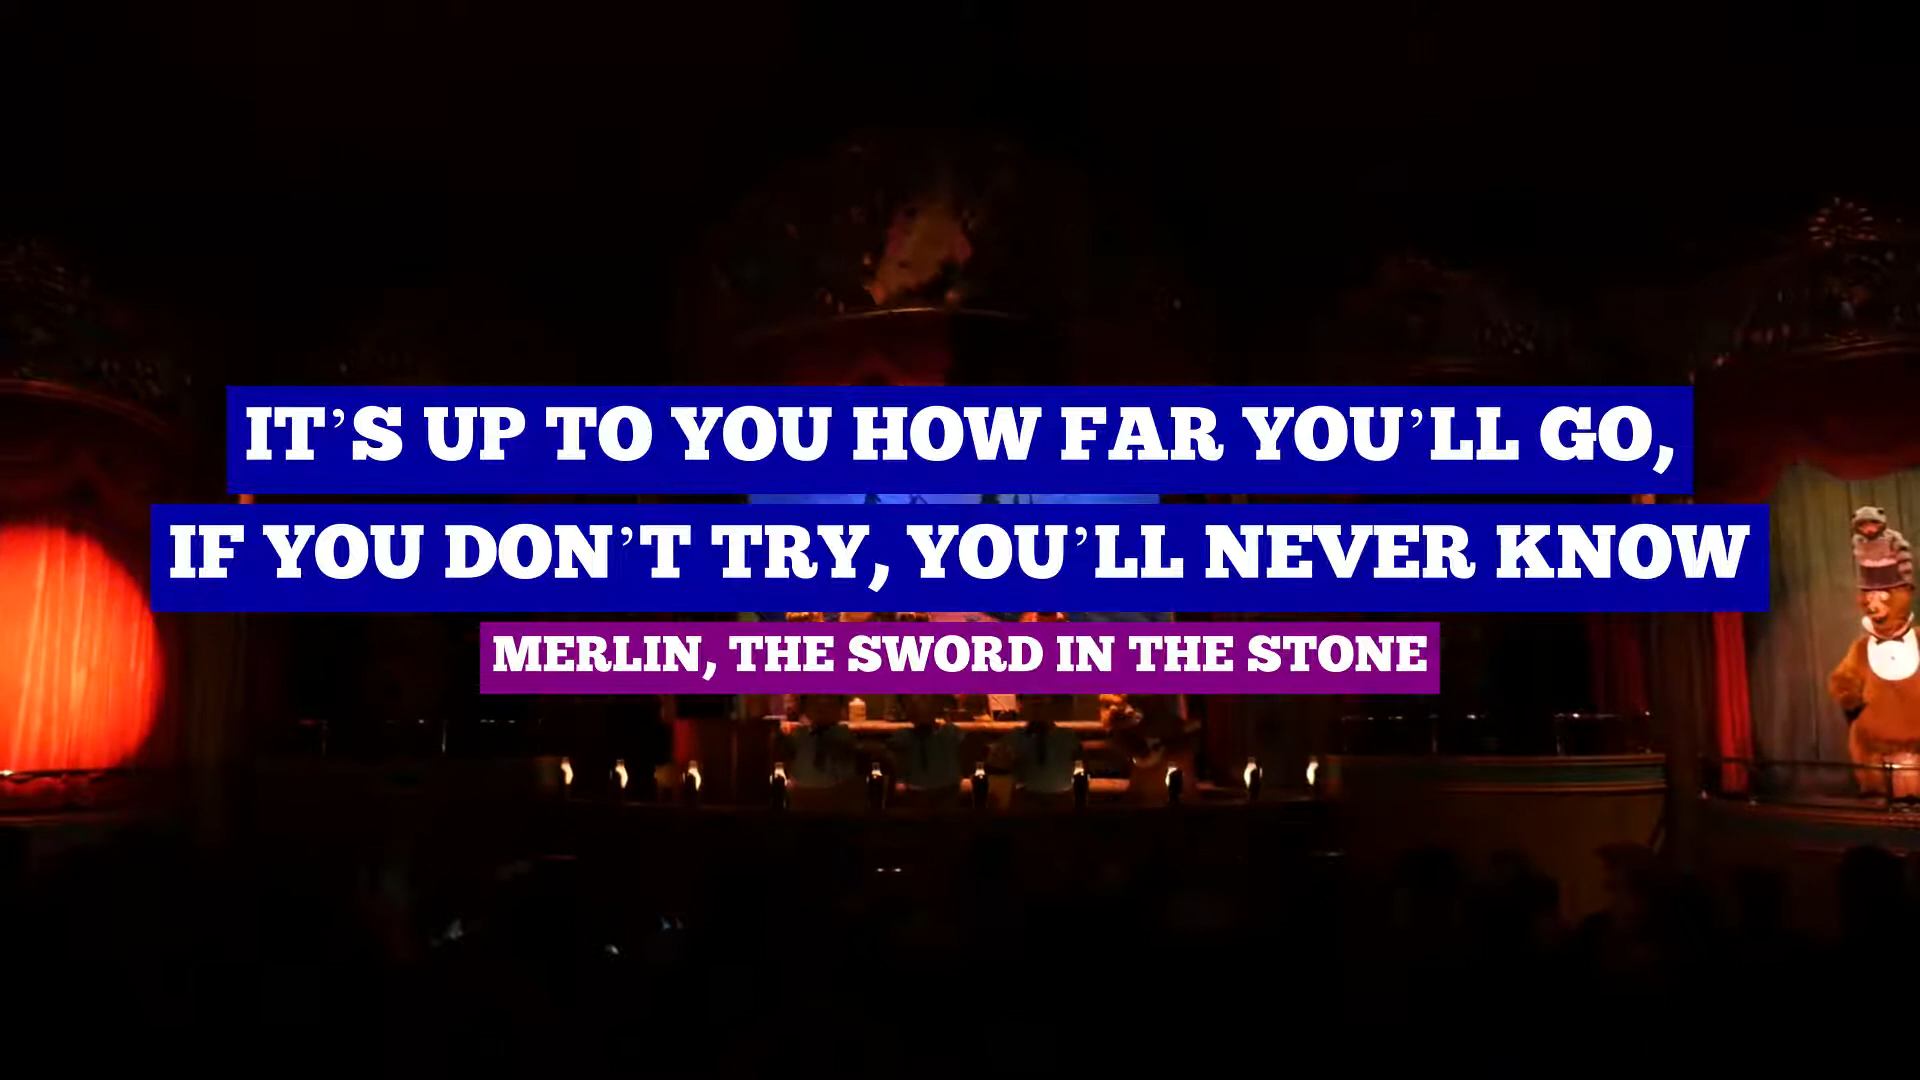 IT’S UP TO YOU HOW FAR YOU’LL GO,
IF YOU DON’T TRY, YOU’LL NEVER KNOW
MERLIN, THE SWORD IN THE STONE